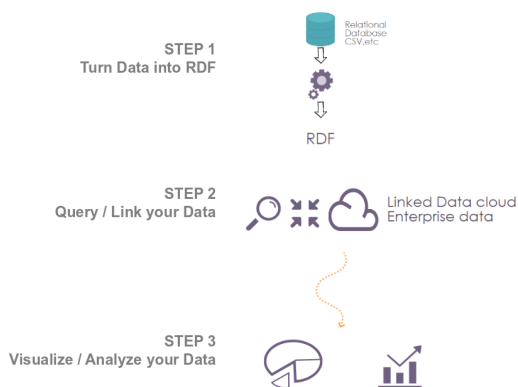 STEP 1
Turn Data into RDF
Relational
Database
CSV,etc
RDF
STEP 2
Query / Link your Data
Linked Data cloud
Enterprise data
STEP 3
Visualize / Analyze your Data